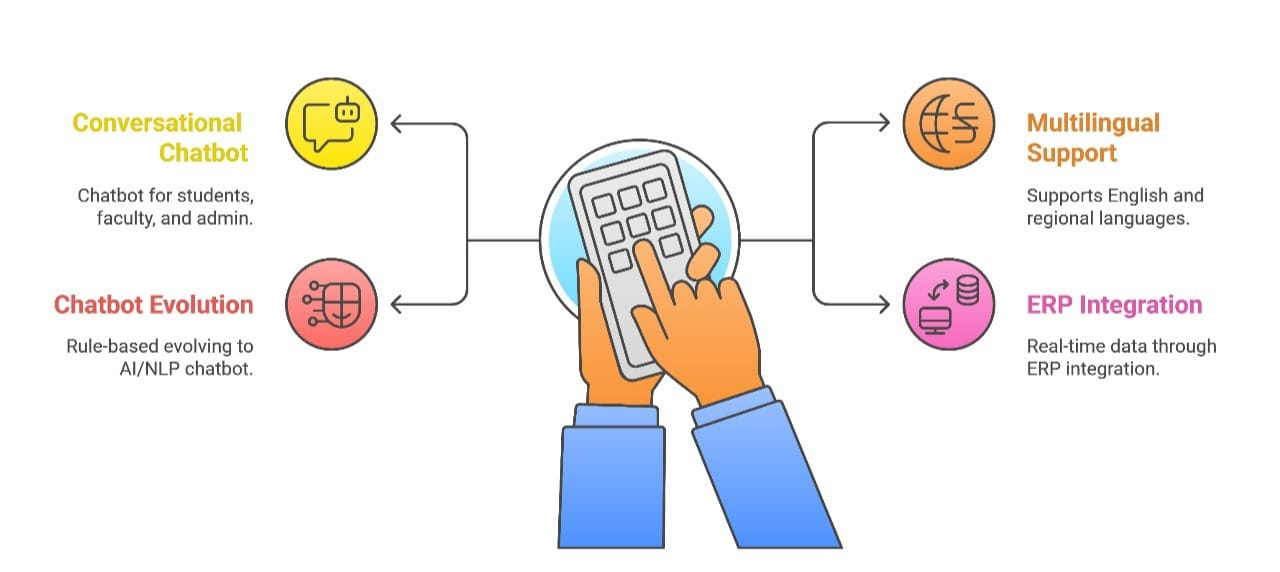 Conversational
Chatbot
Chatbot for students,
faculty, and admin.
Chatbot Evolution
Rule-based evolving to
AI/NLP chatbot.
Multilingual
Support
Supports English and
regional languages.
ERP Integration
Real-time data through
ERP integration.